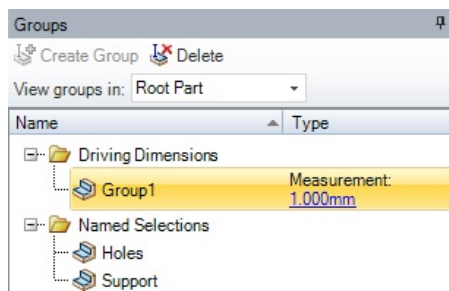 Groups
Create Group Delete
View groups in: Root Part
Name Type
Driving Dimensions
Group1 Measurement:
1.000mm
Named Selections
Holes
Support